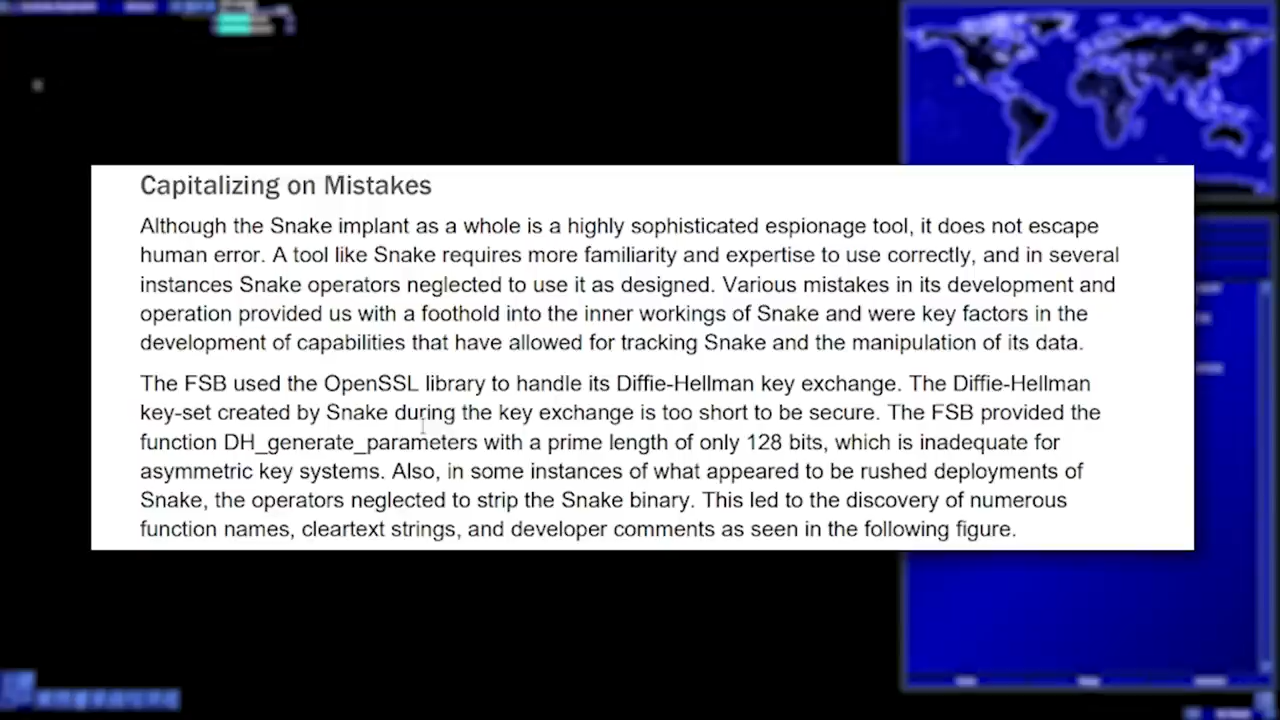 Capitalizing on Mistakes
Although the Snake implant as a whole is a highly sophisticated espionage tool, it does not escape
human error. A tool like Snake requires more familiarity and expertise to use correctly, and in several
instances Snake operators neglected to use it as designed. Various mistakes in its development and
operation provided us with a foothold into the inner workings of Snake and were key factors in the
development of capabilities that have allowed for tracking Snake and the manipulation of its data.
The FSB used the OpenSSL library to handle its Diffie-Hellman key exchange. The Diffie-Hellman
key-set created by Snake during the key exchange is too short to be secure. The FSB provided the
function DH_generate_parameters with a prime length of only 128 bits, which is inadequate for
asymmetric key systems. Also, in some instances of what appeared to be rushed deployments of
Snake, the operators neglected to strip the Snake binary. This led to the discovery of numerous
function names, cleartext strings, and developer comments as seen in the following figure.